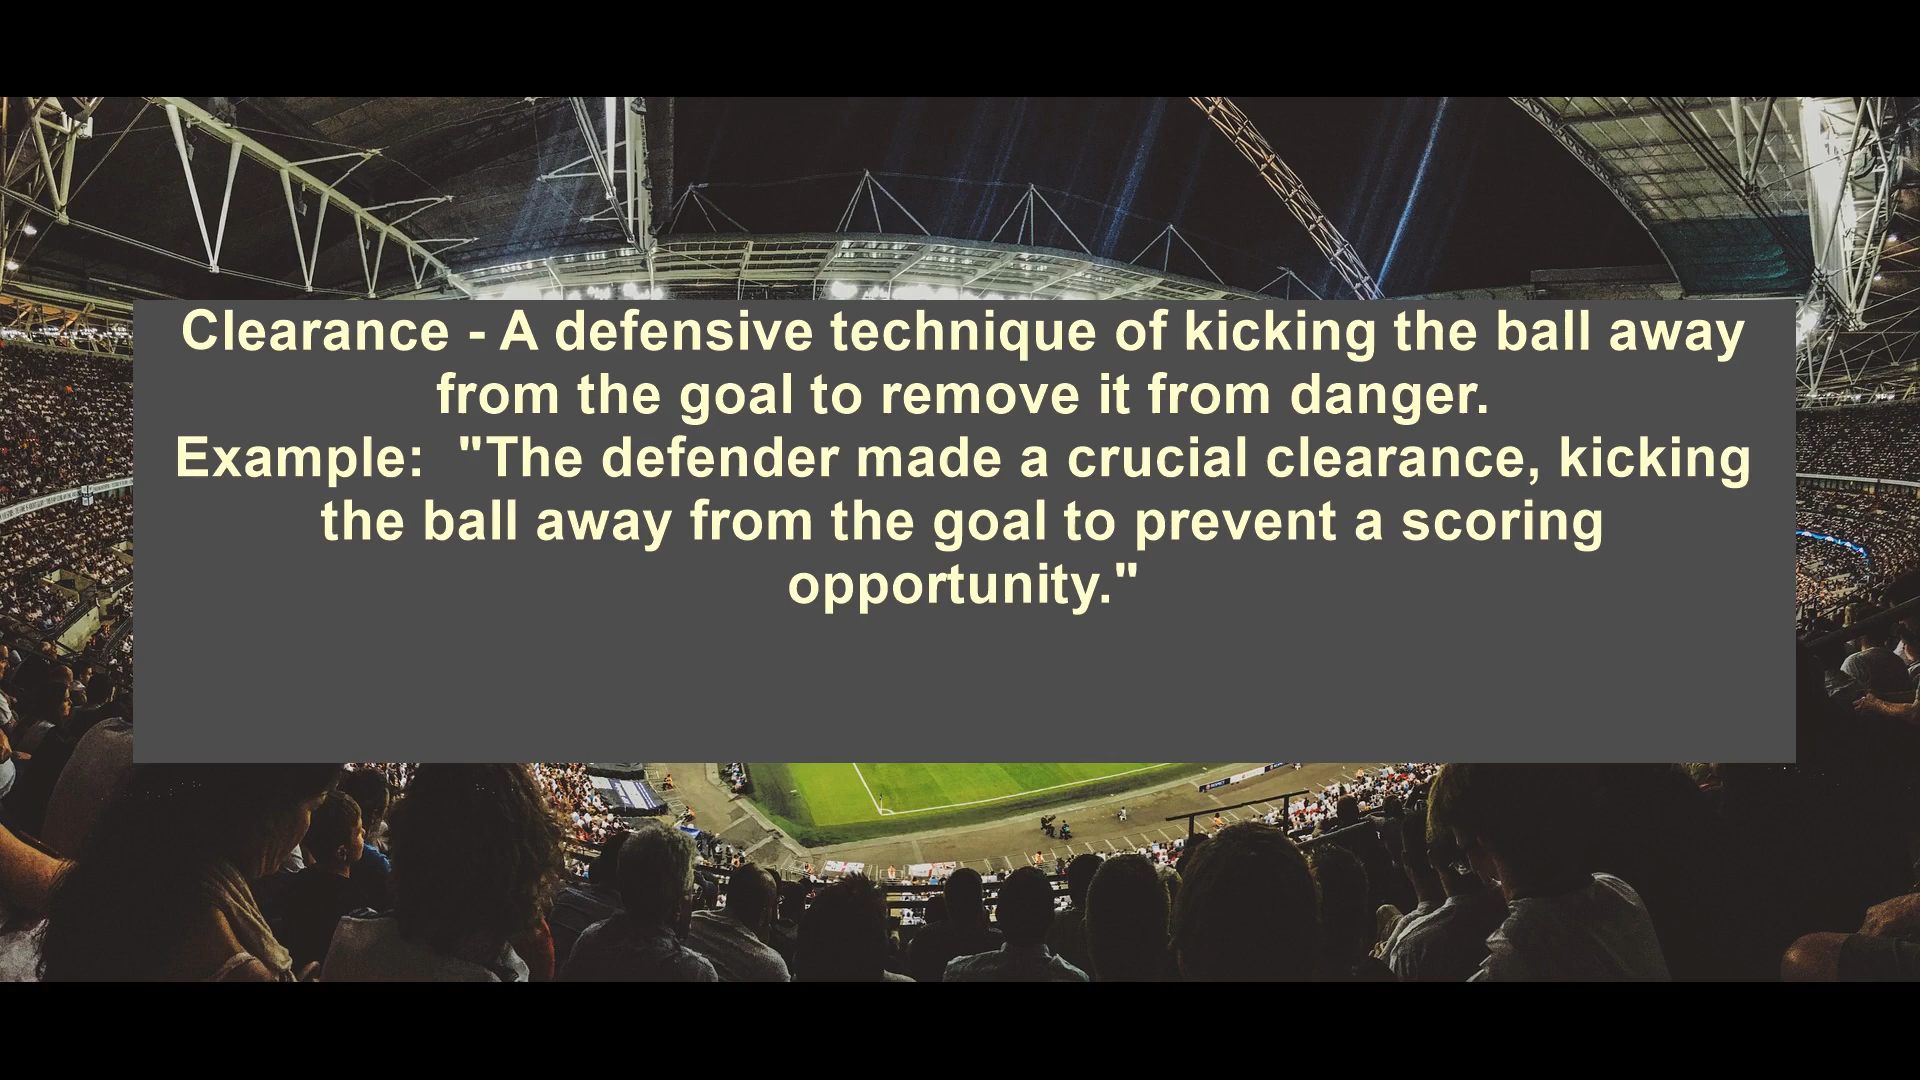 Clearance - A defensive technique of kicking the ball away
from the goal to remove it from danger.
Example:  "The defender made a crucial clearance, kicking
the ball away from the goal to prevent a scoring
opportunity."